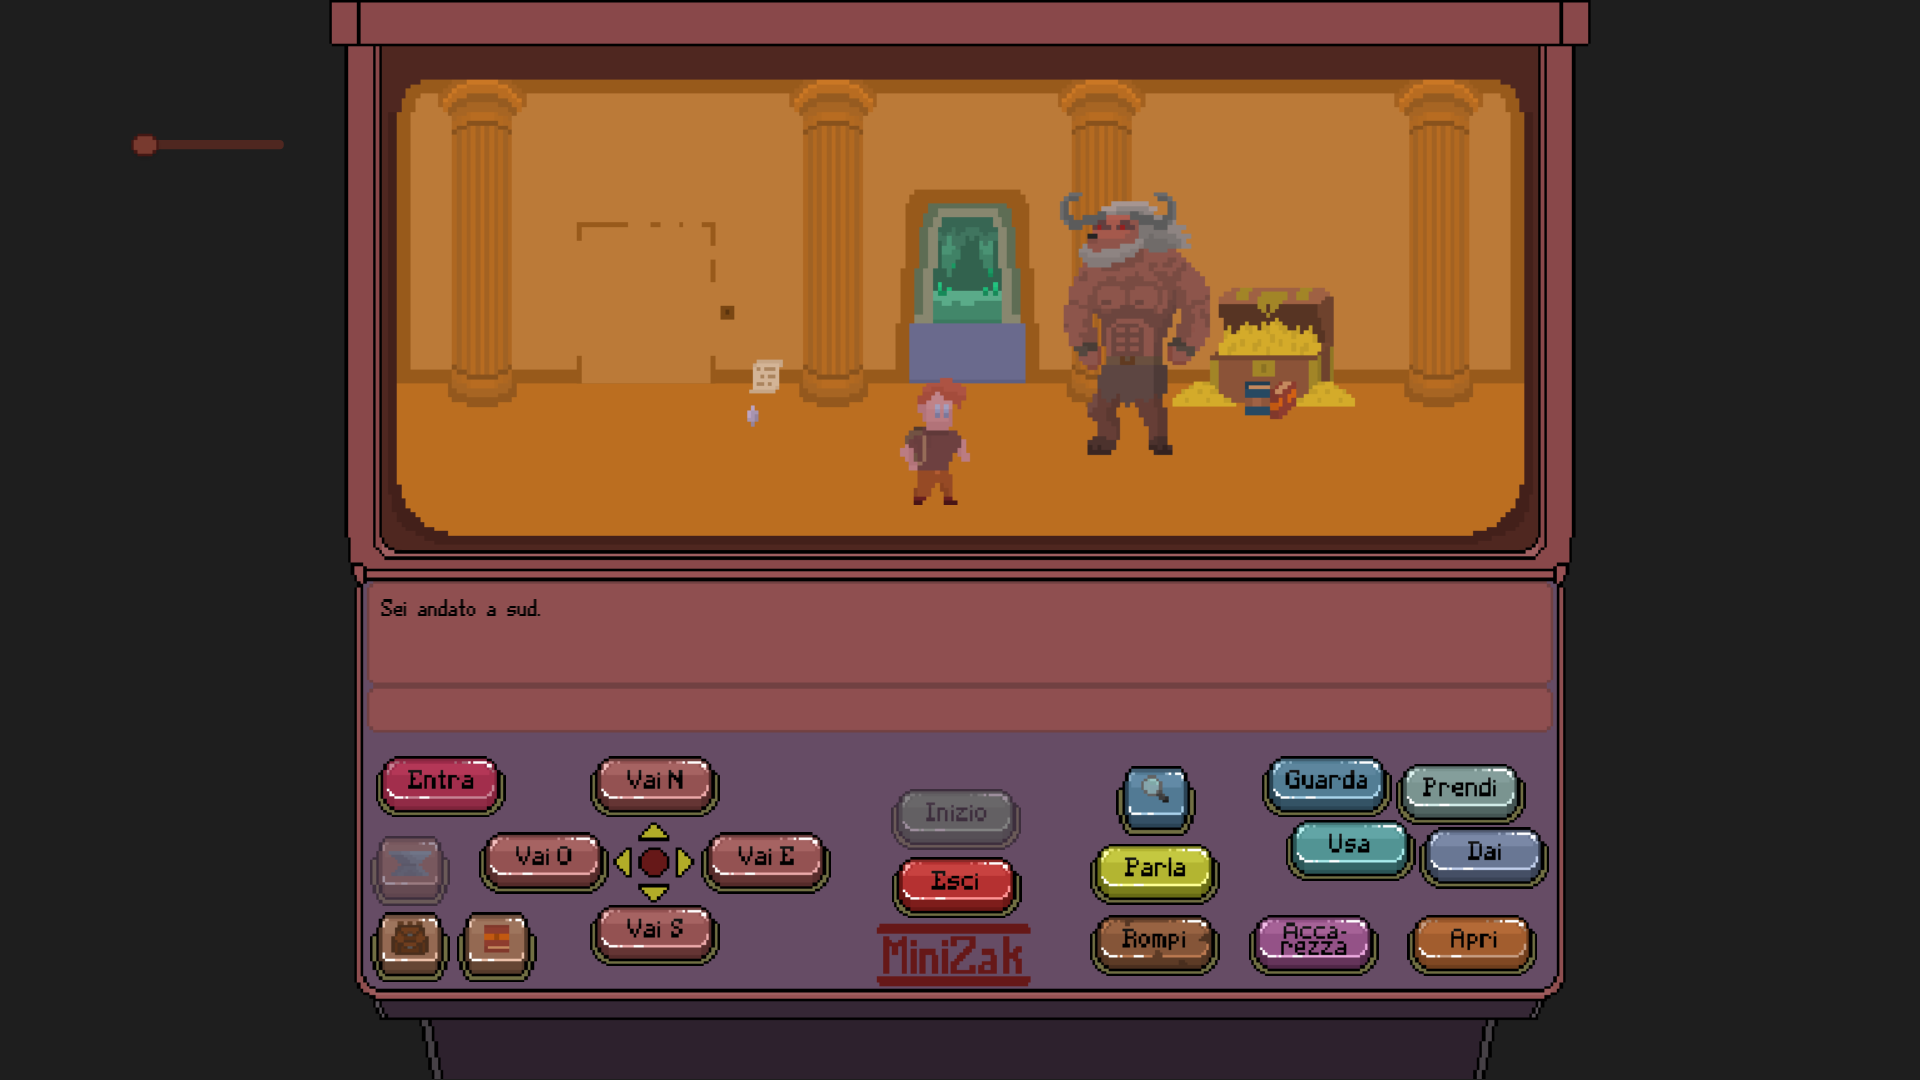 Sei andato a sud.
Entra
Vai N
Inizio
Guarda
Prendi
Vai O
Vai E
Parla
Usa
Dai
Esci
Vai S
Rompi
Acca-
rezza
Apri
MiniZak